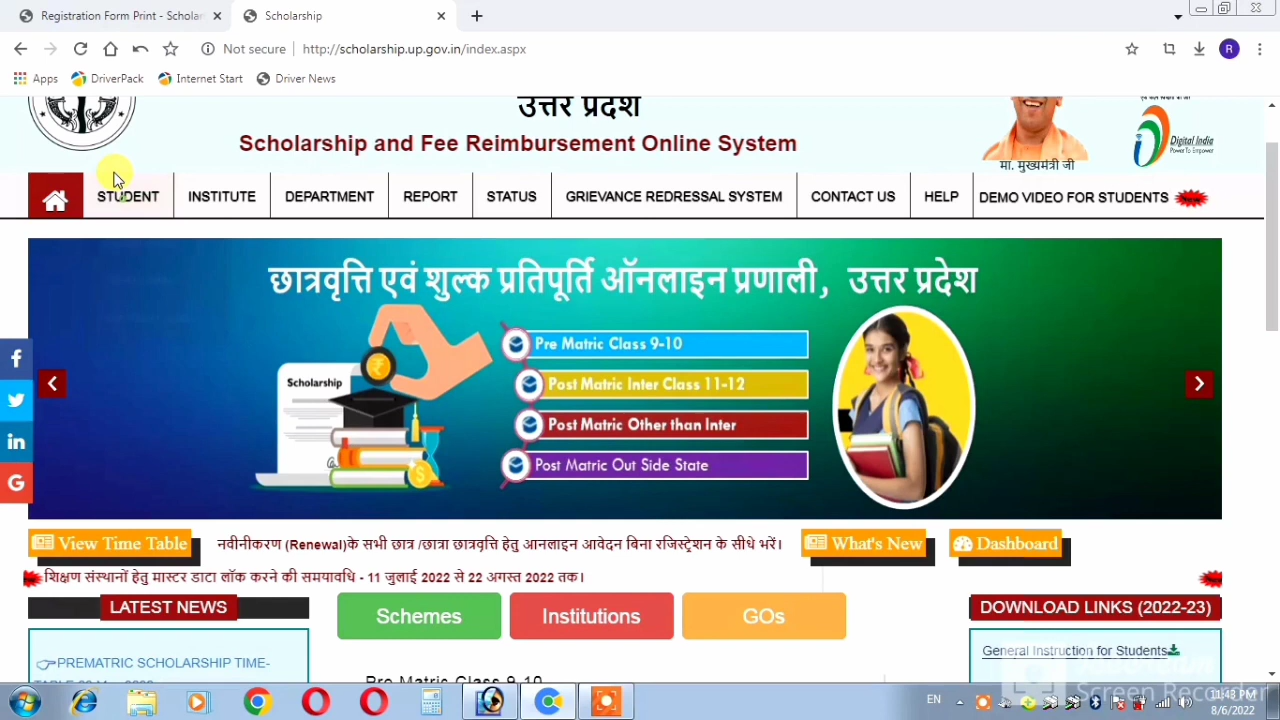 Registration Form Print - Scholar
Scholarship
Not secure
http://scholarship.up.gov.in/index.aspx
R
Apps
DriverPack
Internet Start
Driver News
उत्तर प्रदेश
Scholarship and Fee Reimbursement Online System
मा. मुख्यमंत्री जी
Digital India
Power To Empower
STUDENT
INSTITUTE
DEPARTMENT
REPORT
STATUS
GRIEVANCE REDRESSAL SYSTEM
CONTACT US
HELP
DEMO VIDEO FOR STUDENTS
New
छात्रवृत्ति एवं शुल्क प्रतिपूर्ति ऑनलाइन प्रणाली, उत्तर प्रदेश
Scholarship
Pre Matric Class 9-10
Post Matric Inter Class 11-12
Post Matric Other than Inter
Post Matric Out Side State
View Time Table
नवीनीकरण (Renewal)के सभी छात्र /छात्रा छात्रवृत्ति हेतु आनलाइन आवेदन बिना रजिस्ट्रेशन के सीधे भरें।
What's New
Dashboard
शिक्षण संस्थानों हेतु मास्टर डाटा लॉक करने की समयावधि - 11 जुलाई 2022 से 22 अगस्त 2022 तक।
LATEST NEWS
Schemes
Institutions
GOs
DOWNLOAD LINKS (2022-23)
PREMATRIC SCHOLARSHIP TIME-
General Instruction for Students
Pre Matric Class 9-10
Screen Recorder
EN
11:43 PM
8/6/2022